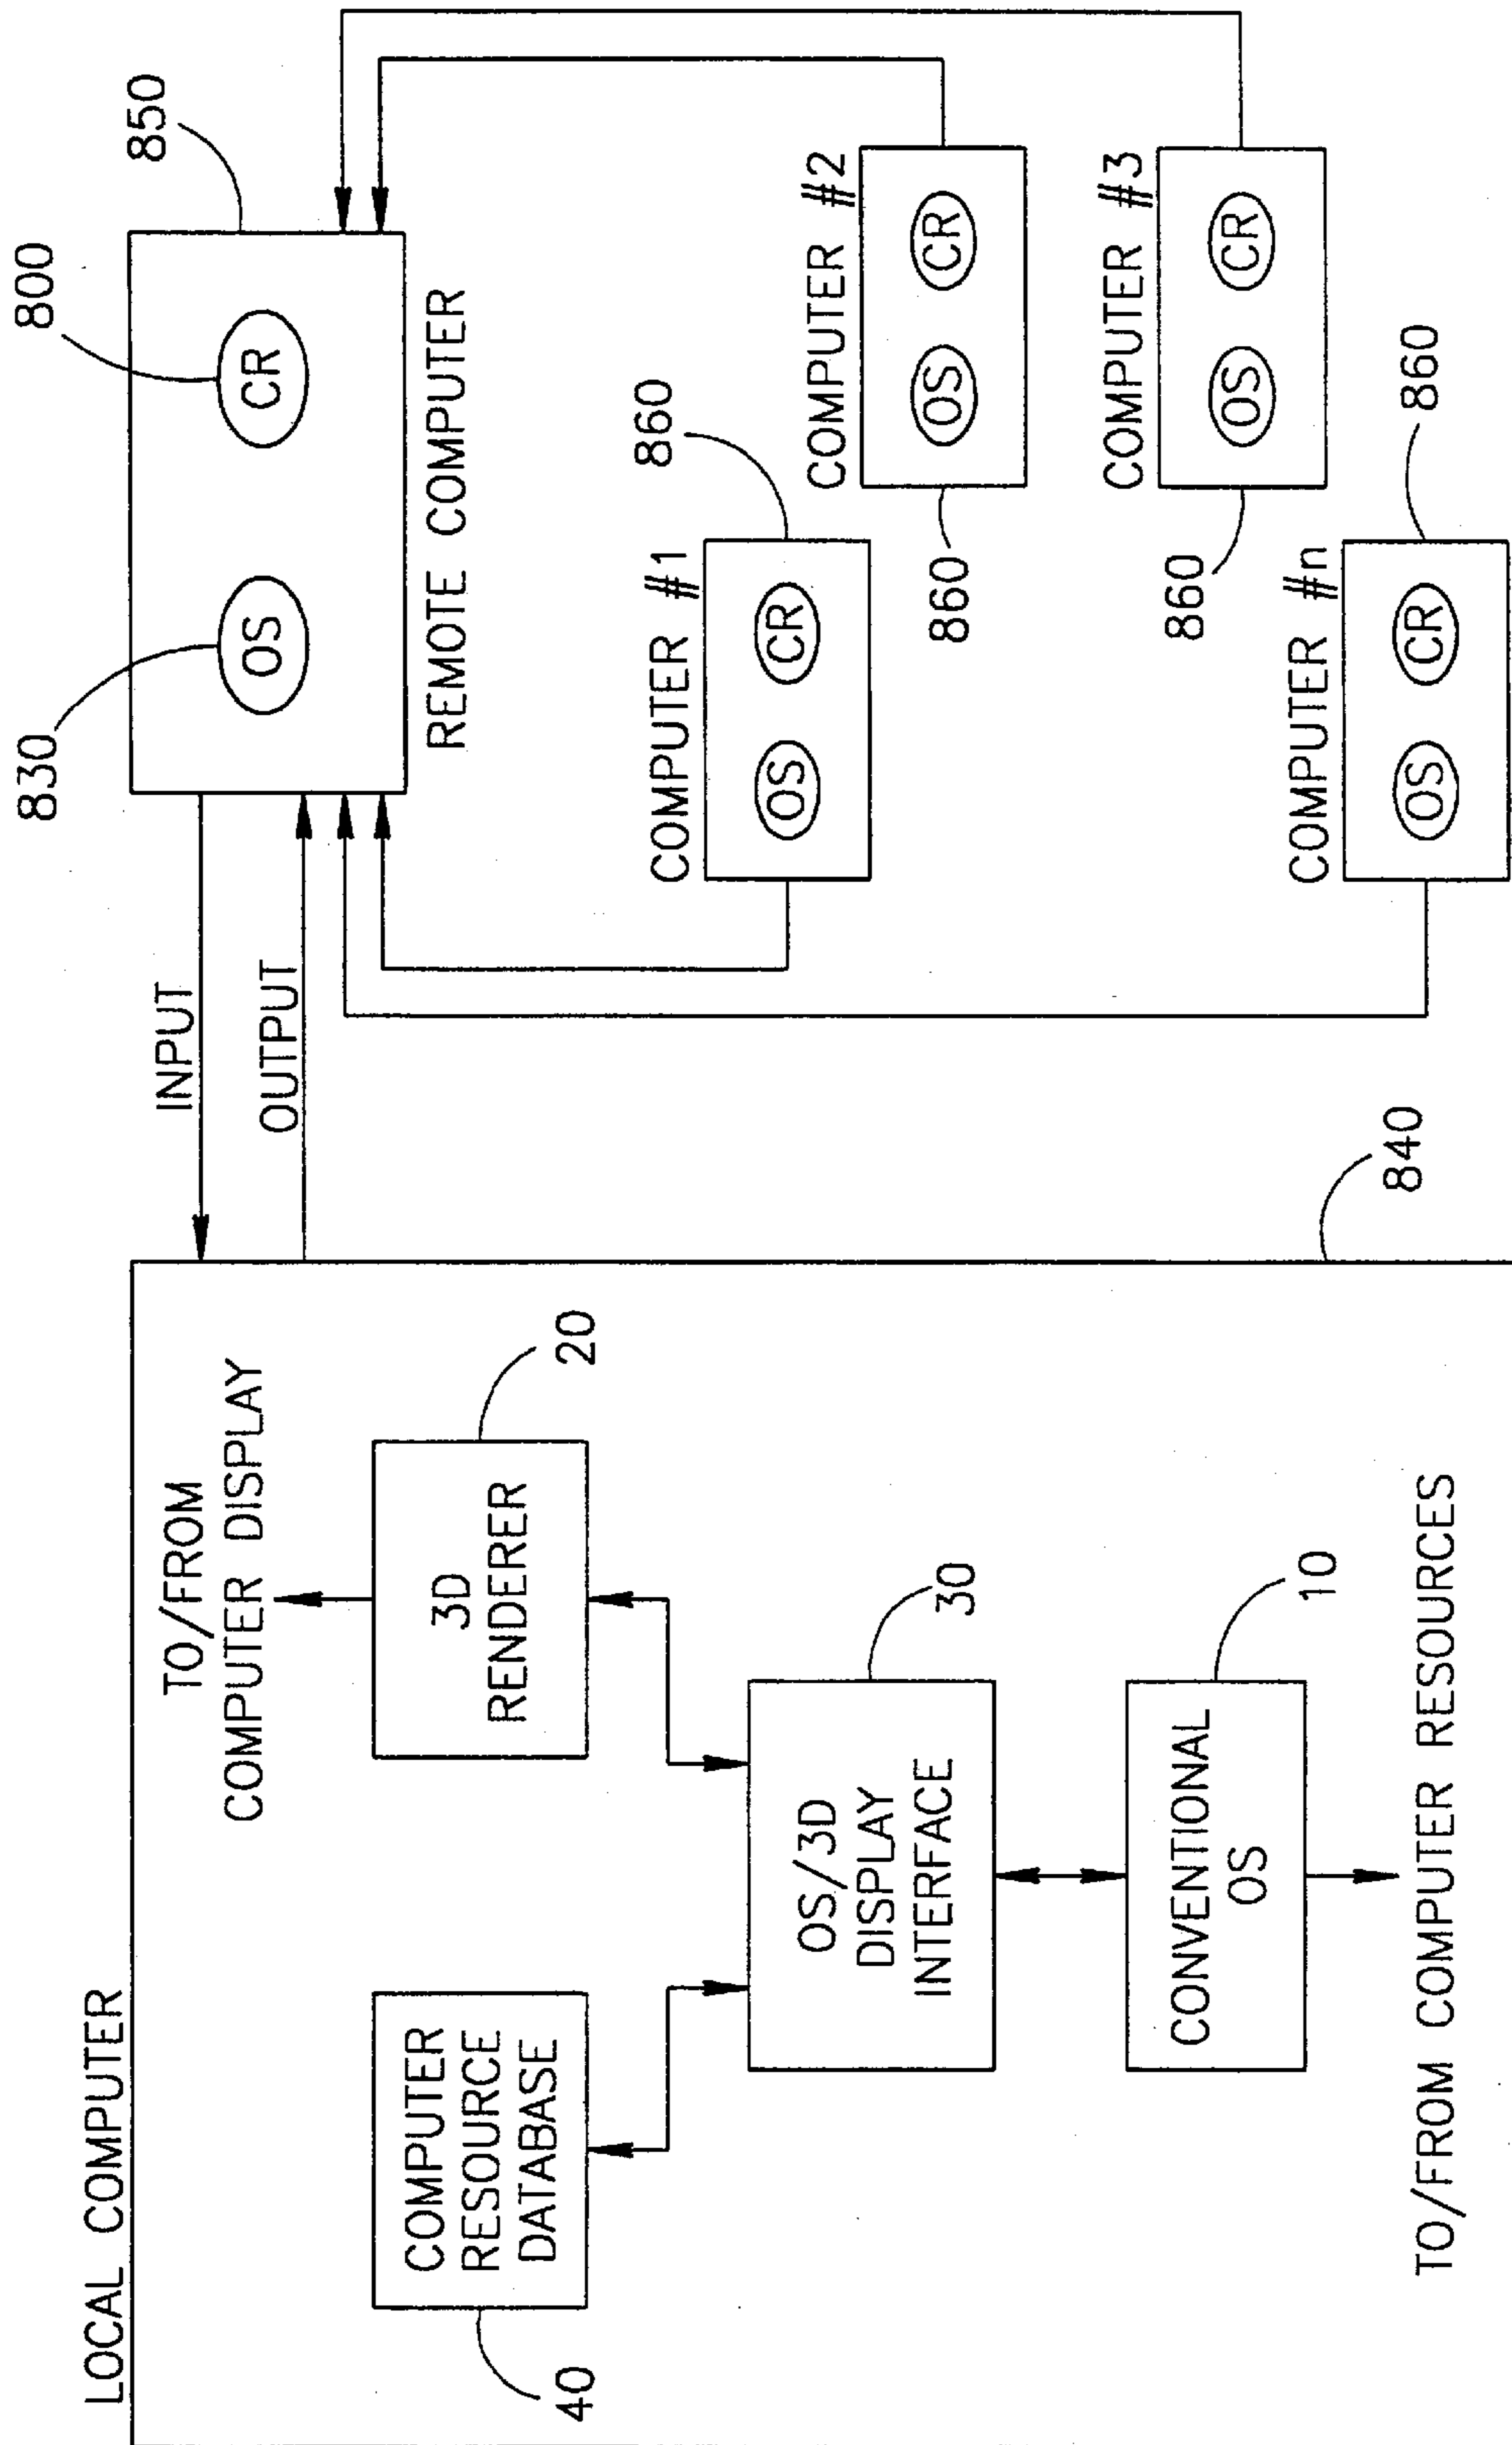 LOCAL COMPUTER
TO/FROM
COMPUTER DISPLAY
COMPUTER
RESOURCE
DATABASE
40
3D
RENDERER
20
OS/3D
DISPLAY
INTERFACE
30
CONVENTIONAL
OS
10
TO/FROM COMPUTER RESOURCES
840
INPUT
OUTPUT
830
800
850
OS
CR
REMOTE COMPUTER
COMPUTER #1
860
OS
CR
COMPUTER #2
860
OS
CR
COMPUTER #3
860
OS
CR
COMPUTER #n
860
OS
CR